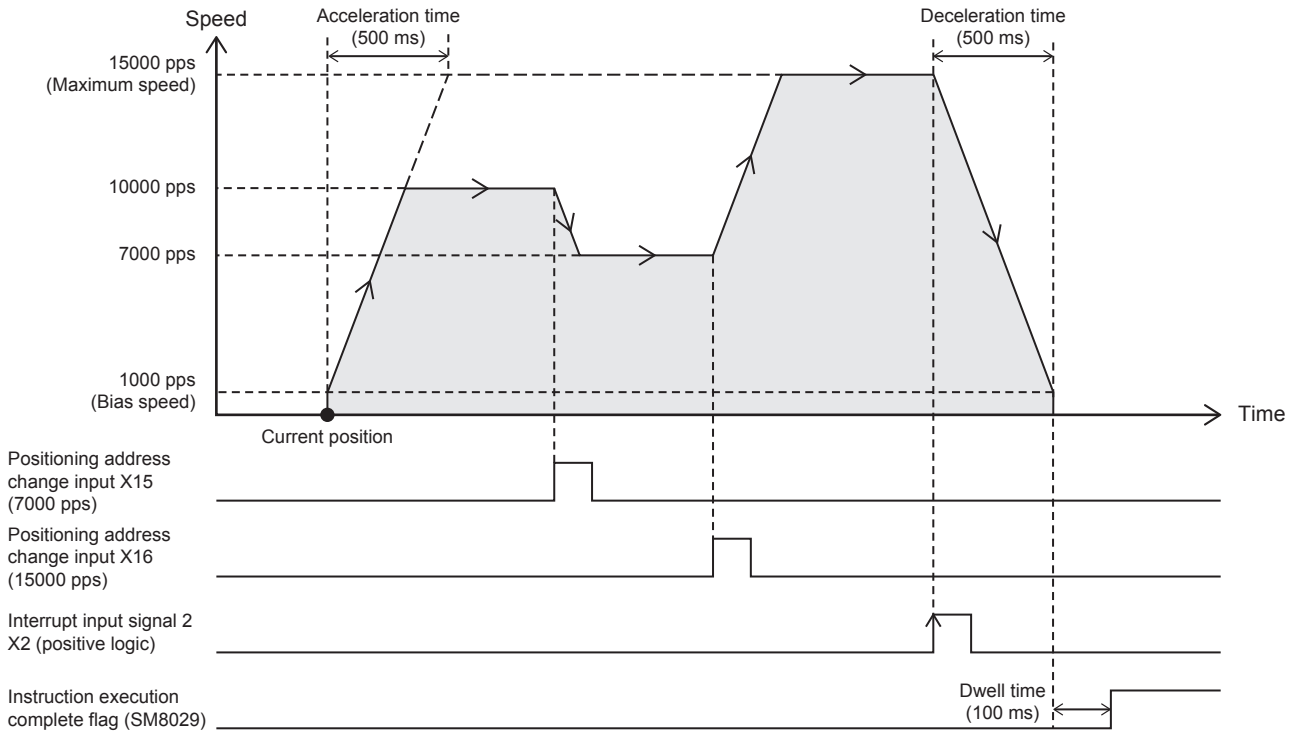 Speed
Acceleration time
(500 ms)
Deceleration time
(500 ms)
15000 pps
(Maximum speed)
10000 pps
7000 pps
1000 pps
(Bias speed)
Time
Current position
Positioning address
change input X15
(7000 pps)
Positioning address
change input X16
(15000 pps)
Interrupt input signal 2
X2 (positive logic)
Instruction execution
complete flag (SM8029)
Dwell time
(100 ms)